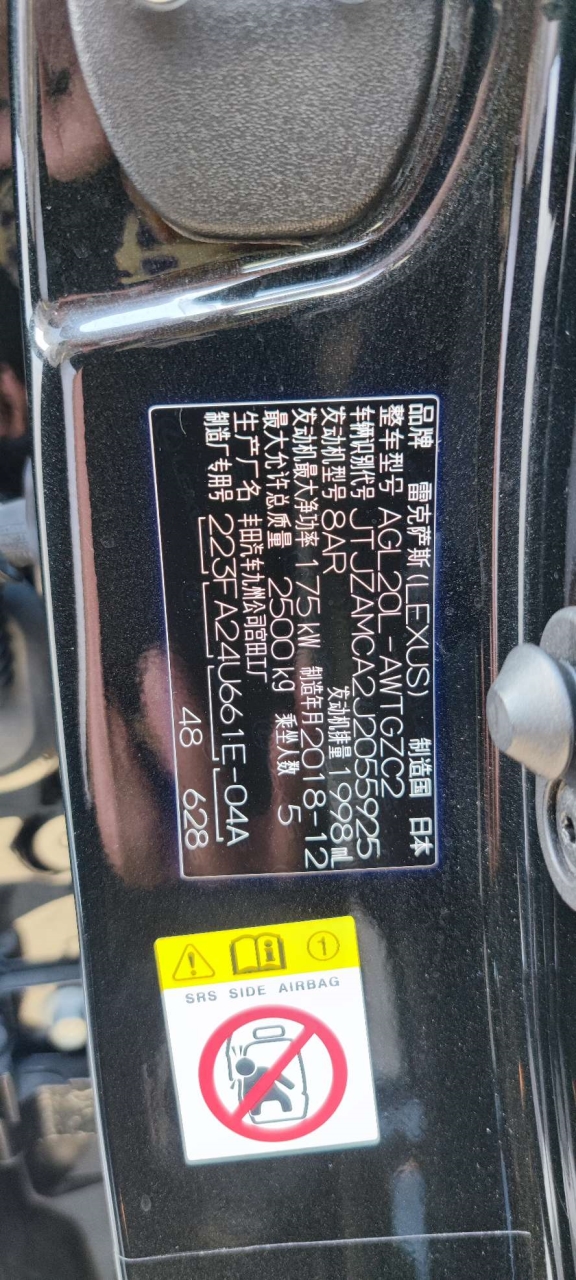 品牌 雷克萨斯(LEXUS) 制造国 日本
整车型号 AGL20L-AWTGZC2
车辆识别代号 JTJZAMCA2J2055925
发动机型号 8AR 发动机排量 1998ml
发动机最大净功率 175kW 制造年月 2018-12
最大允许总质量 2500kg 乘坐人数 5
生产厂名 丰田汽车九州公司宫田工厂
制造厂专用号 223FA24U661E-04A
48 628
1
SRS SIDE AIRBAG